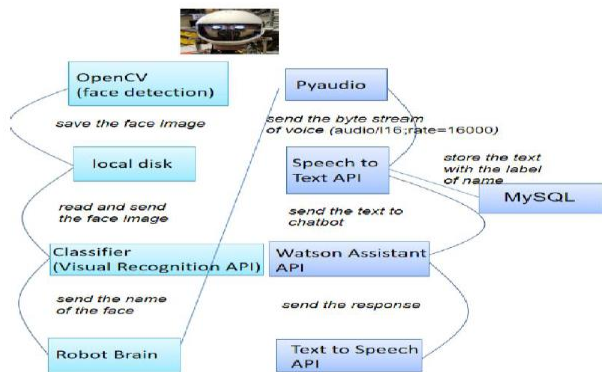 OpenCV
(face detection)
save the face image
local disk
read and send
the face image
Classifier
(Visual Recognition API)
send the name
of the face
Robot Brain
Pyaudio
send the byte stream
of voice (audio/l16;rate=16000)
Speech to
Text API
store the text
with the label
of name
MySQL
send the text to
chatbot
Watson Assistant
API
send the response
Text to Speech
API